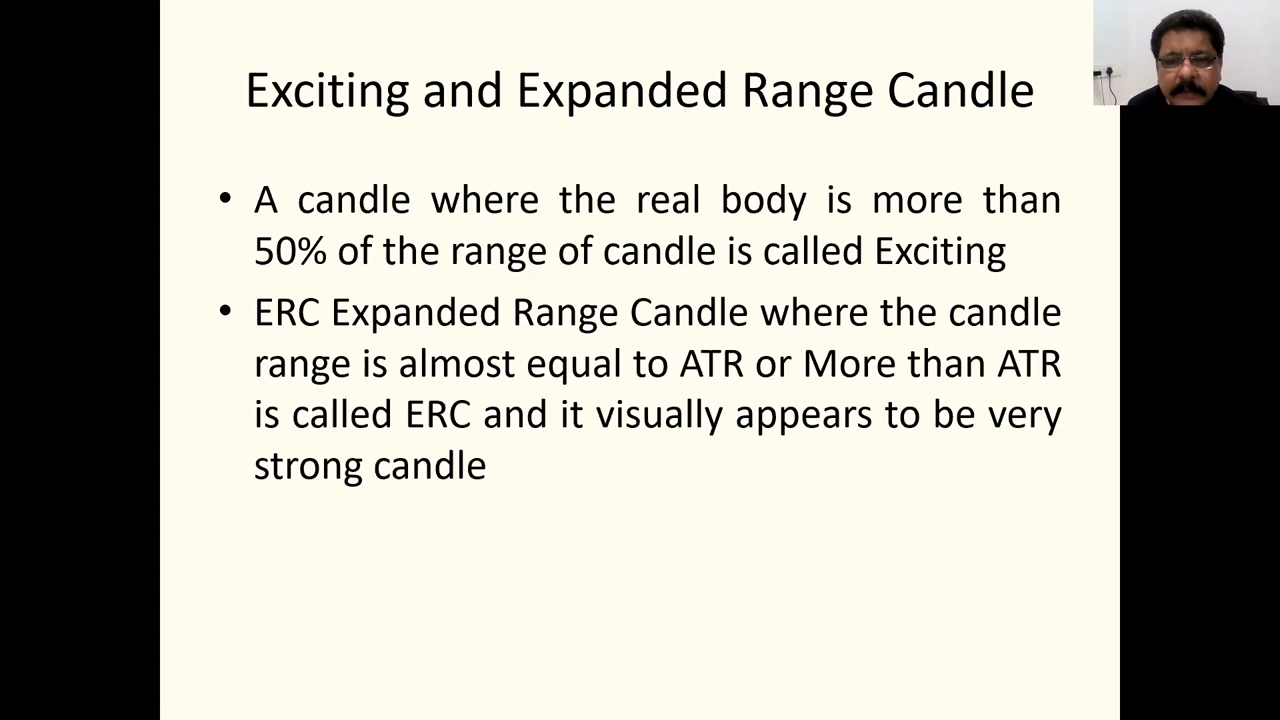 Exciting and Expanded Range Candle
• A candle where the real body is more than
50% of the range of candle is called Exciting
• ERC Expanded Range Candle where the candle
range is almost equal to ATR or More than ATR
is called ERC and it visually appears to be very
strong candle